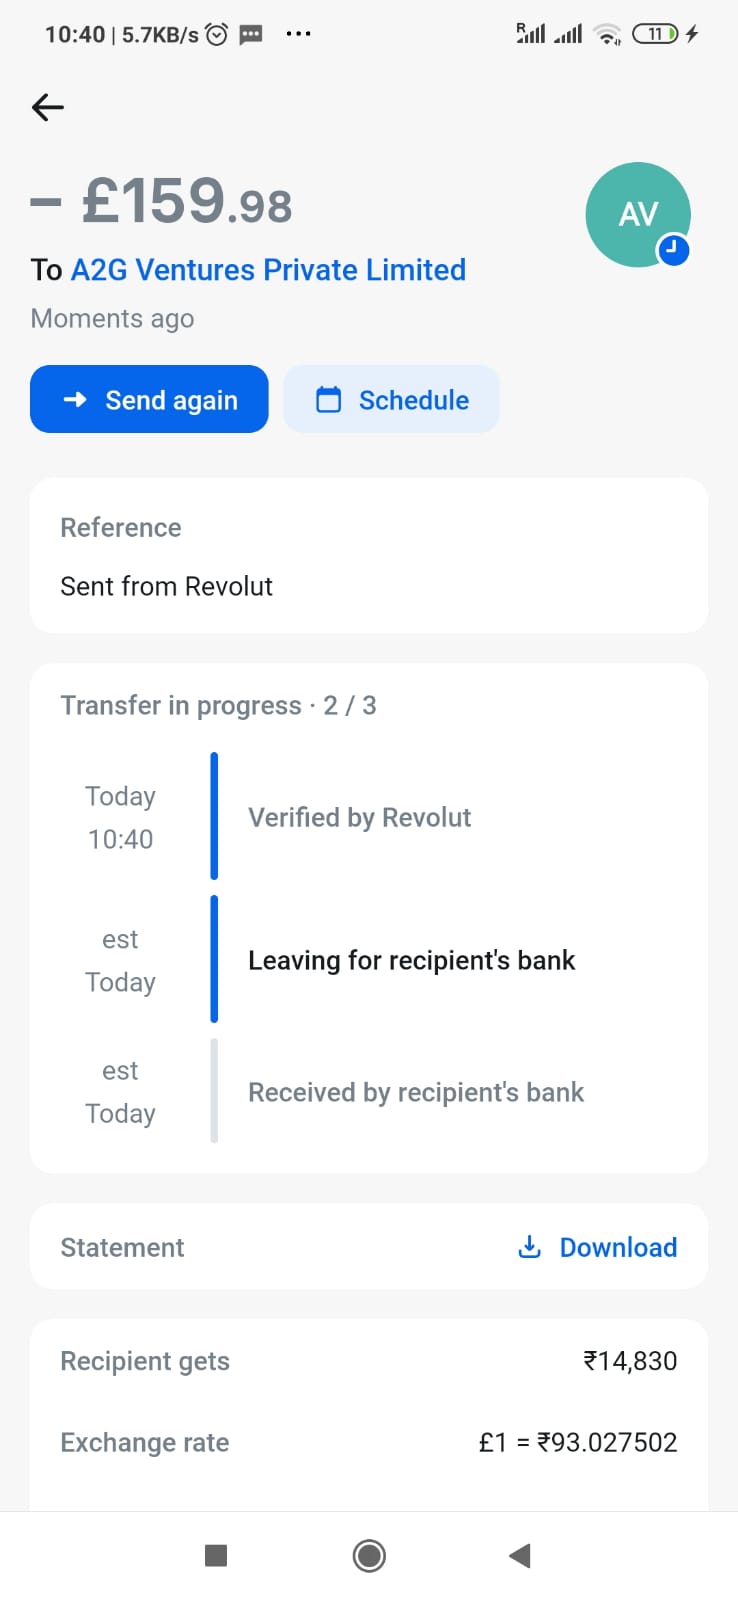 10:40 | 5.7KB/s
R
11
– £159.98
AV
To A2G Ventures Private Limited
Moments ago
Send again
Schedule
Reference
Sent from Revolut
Transfer in progress · 2 / 3
Today
10:40
Verified by Revolut
est
Today
Leaving for recipient's bank
est
Today
Received by recipient's bank
Statement
Download
Recipient gets ₹14,830
Exchange rate £1 = ₹93.027502